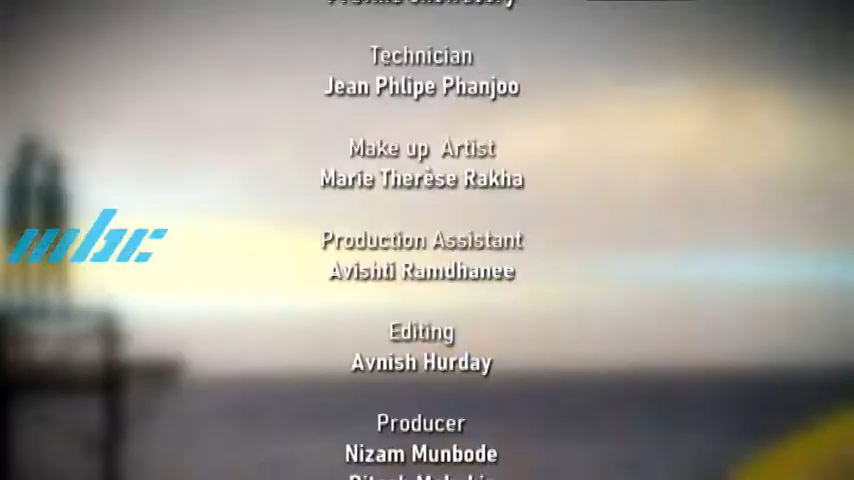 Technician
Jean Phlipe Phanjoo
Make up Artist
Marie Therèse Rakha
mbc
Production Assistant
Avishti Ramdhanee
Editing
Avnish Hurday
Producer
Nizam Munbode